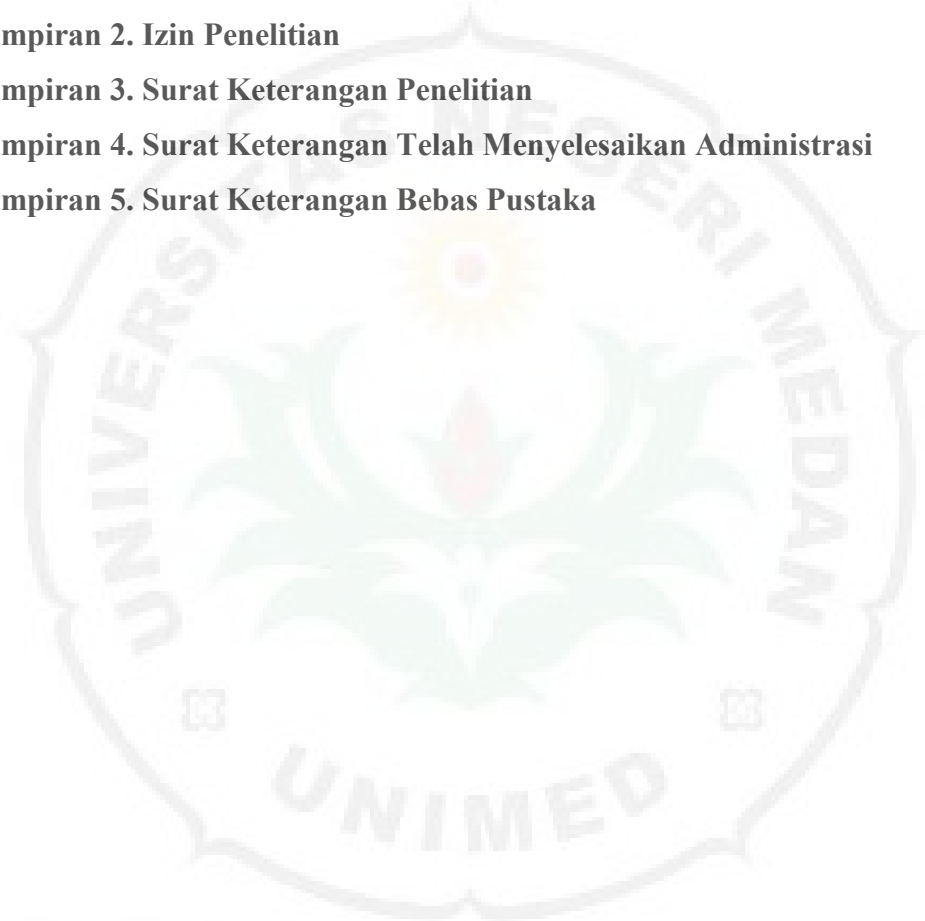 mpiran 2. Izin Penelitian
mpiran 3. Surat Keterangan Penelitian
mpiran 4. Surat Keterangan Telah Menyelesaikan Administrasi
mpiran 5. Surat Keterangan Bebas Pustaka
UNIVERSITAS NEGERI MEDAN
UNIMED